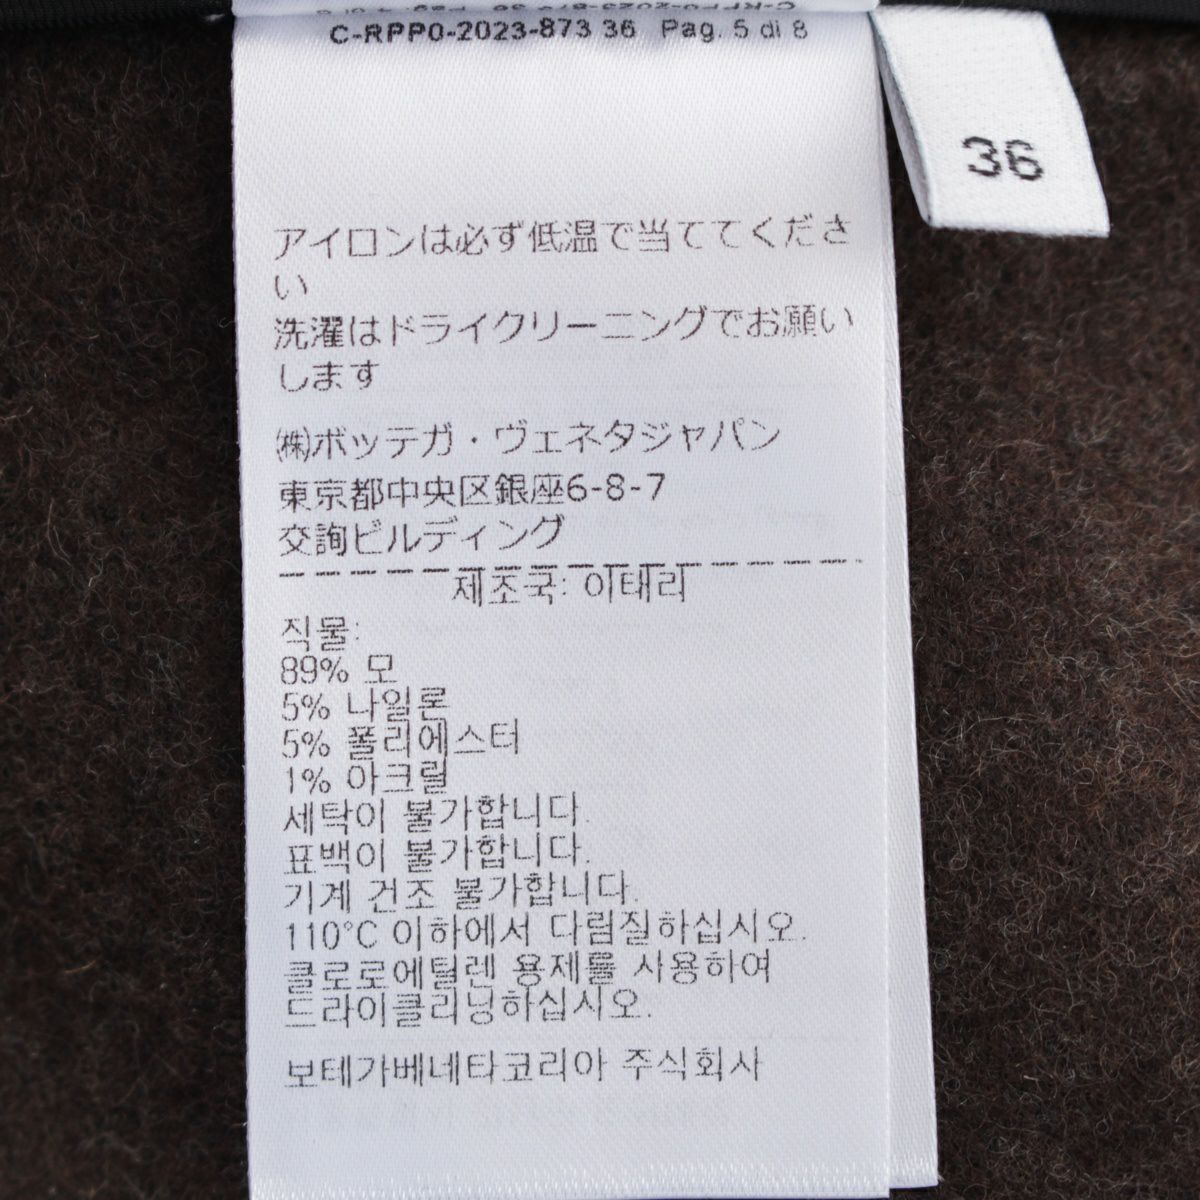 C-RPP0-2023-873 36 Pag. 5 di 8
36
アイロンは必ず低温で当ててくださ
い
洗濯はドライクリーニングでお願い
します
㈱ボッテガ・ヴェネタジャパン
東京都中央区銀座6-8-7
交詢ビルディング
제조국: 이태리
직물:
89% 모
5% 나일론
5% 폴리에스터
1% 아크릴
세탁이 불가합니다.
표백이 불가합니다.
기계 건조 불가합니다.
110°C 이하에서 다림질하십시오.
클로로에틸렌 용제를 사용하여
드라이클리닝하십시오.
보테가베네타코리아 주식회사